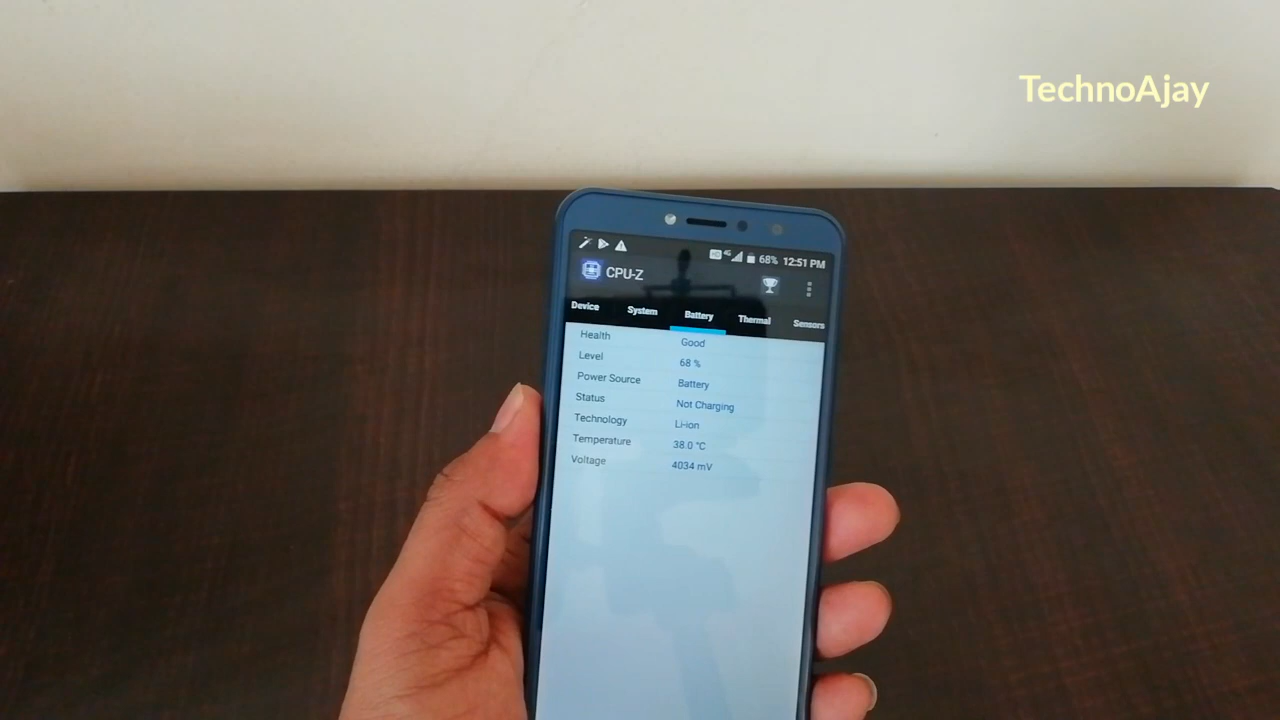 TechnoAjay
4G 68% 12:51 PM
CPU-Z
Device System Battery Thermal Sensors
Health Good
Level 68 %
Power Source Battery
Status Not Charging
Technology Li-ion
Temperature 38.0 °C
Voltage 4034 mV